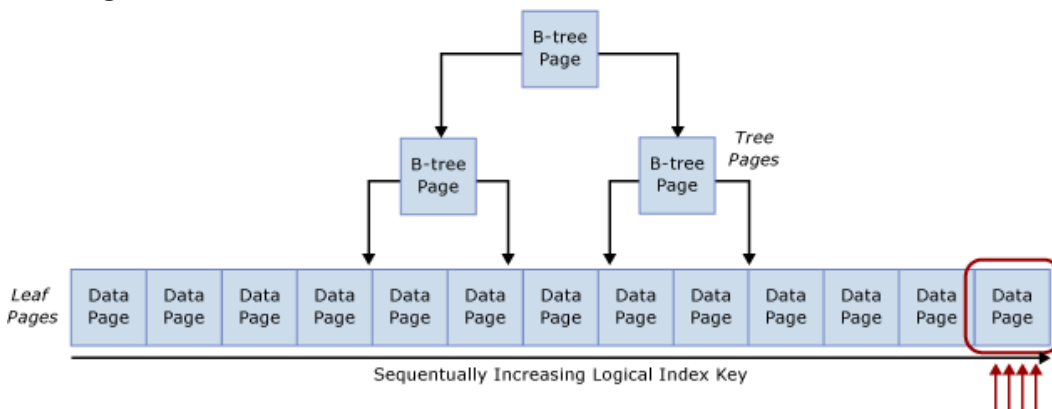 B-tree
Page
B-tree
Page
B-tree
Page
Tree
Pages
Leaf
Pages
Data
Page
Data
Page
Data
Page
Data
Page
Data
Page
Data
Page
Data
Page
Data
Page
Data
Page
Data
Page
Data
Page
Data
Page
Data
Page
Sequentually Increasing Logical Index Key